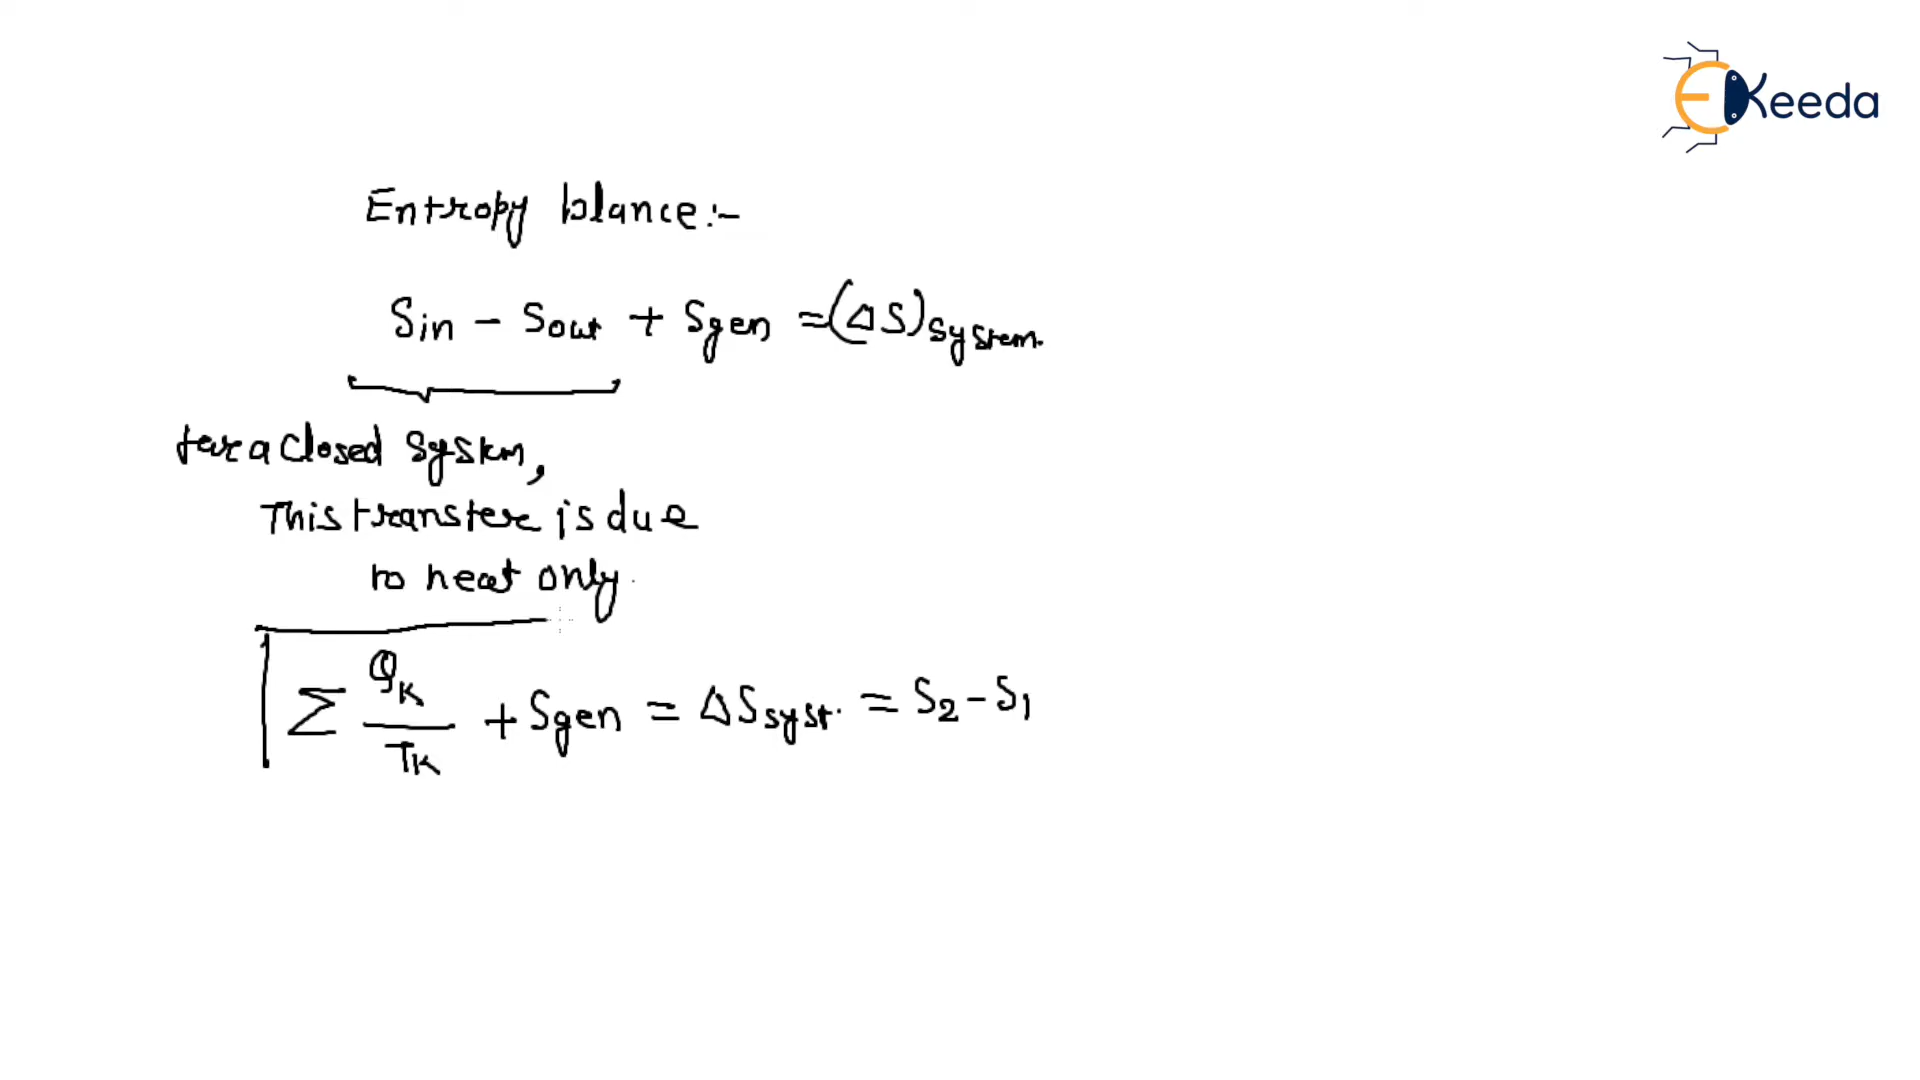 EKeeda
Entropy blance:-
Sin - Sout + Sgen = (ΔS)system.
for a closed system,
This transfer is due
to heat only.
Σ QK/TK + Sgen = ΔSsyst. = S2 - S1